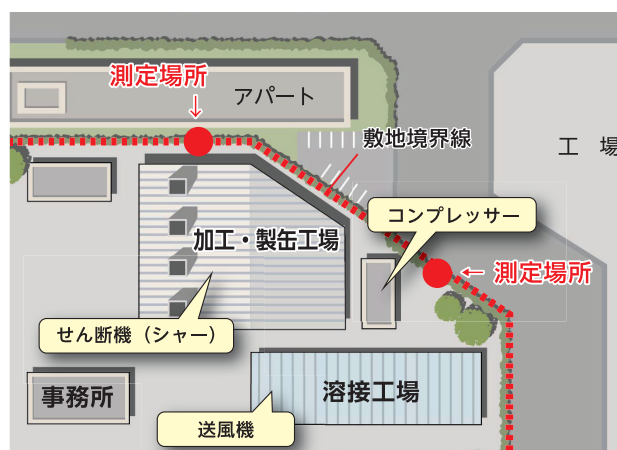 測定場所
↓
アパート
敷地境界線
工 場
コンプレッサー
加工・製缶工場
← 測定場所
せん断機（シャー）
事務所
溶接工場
送風機